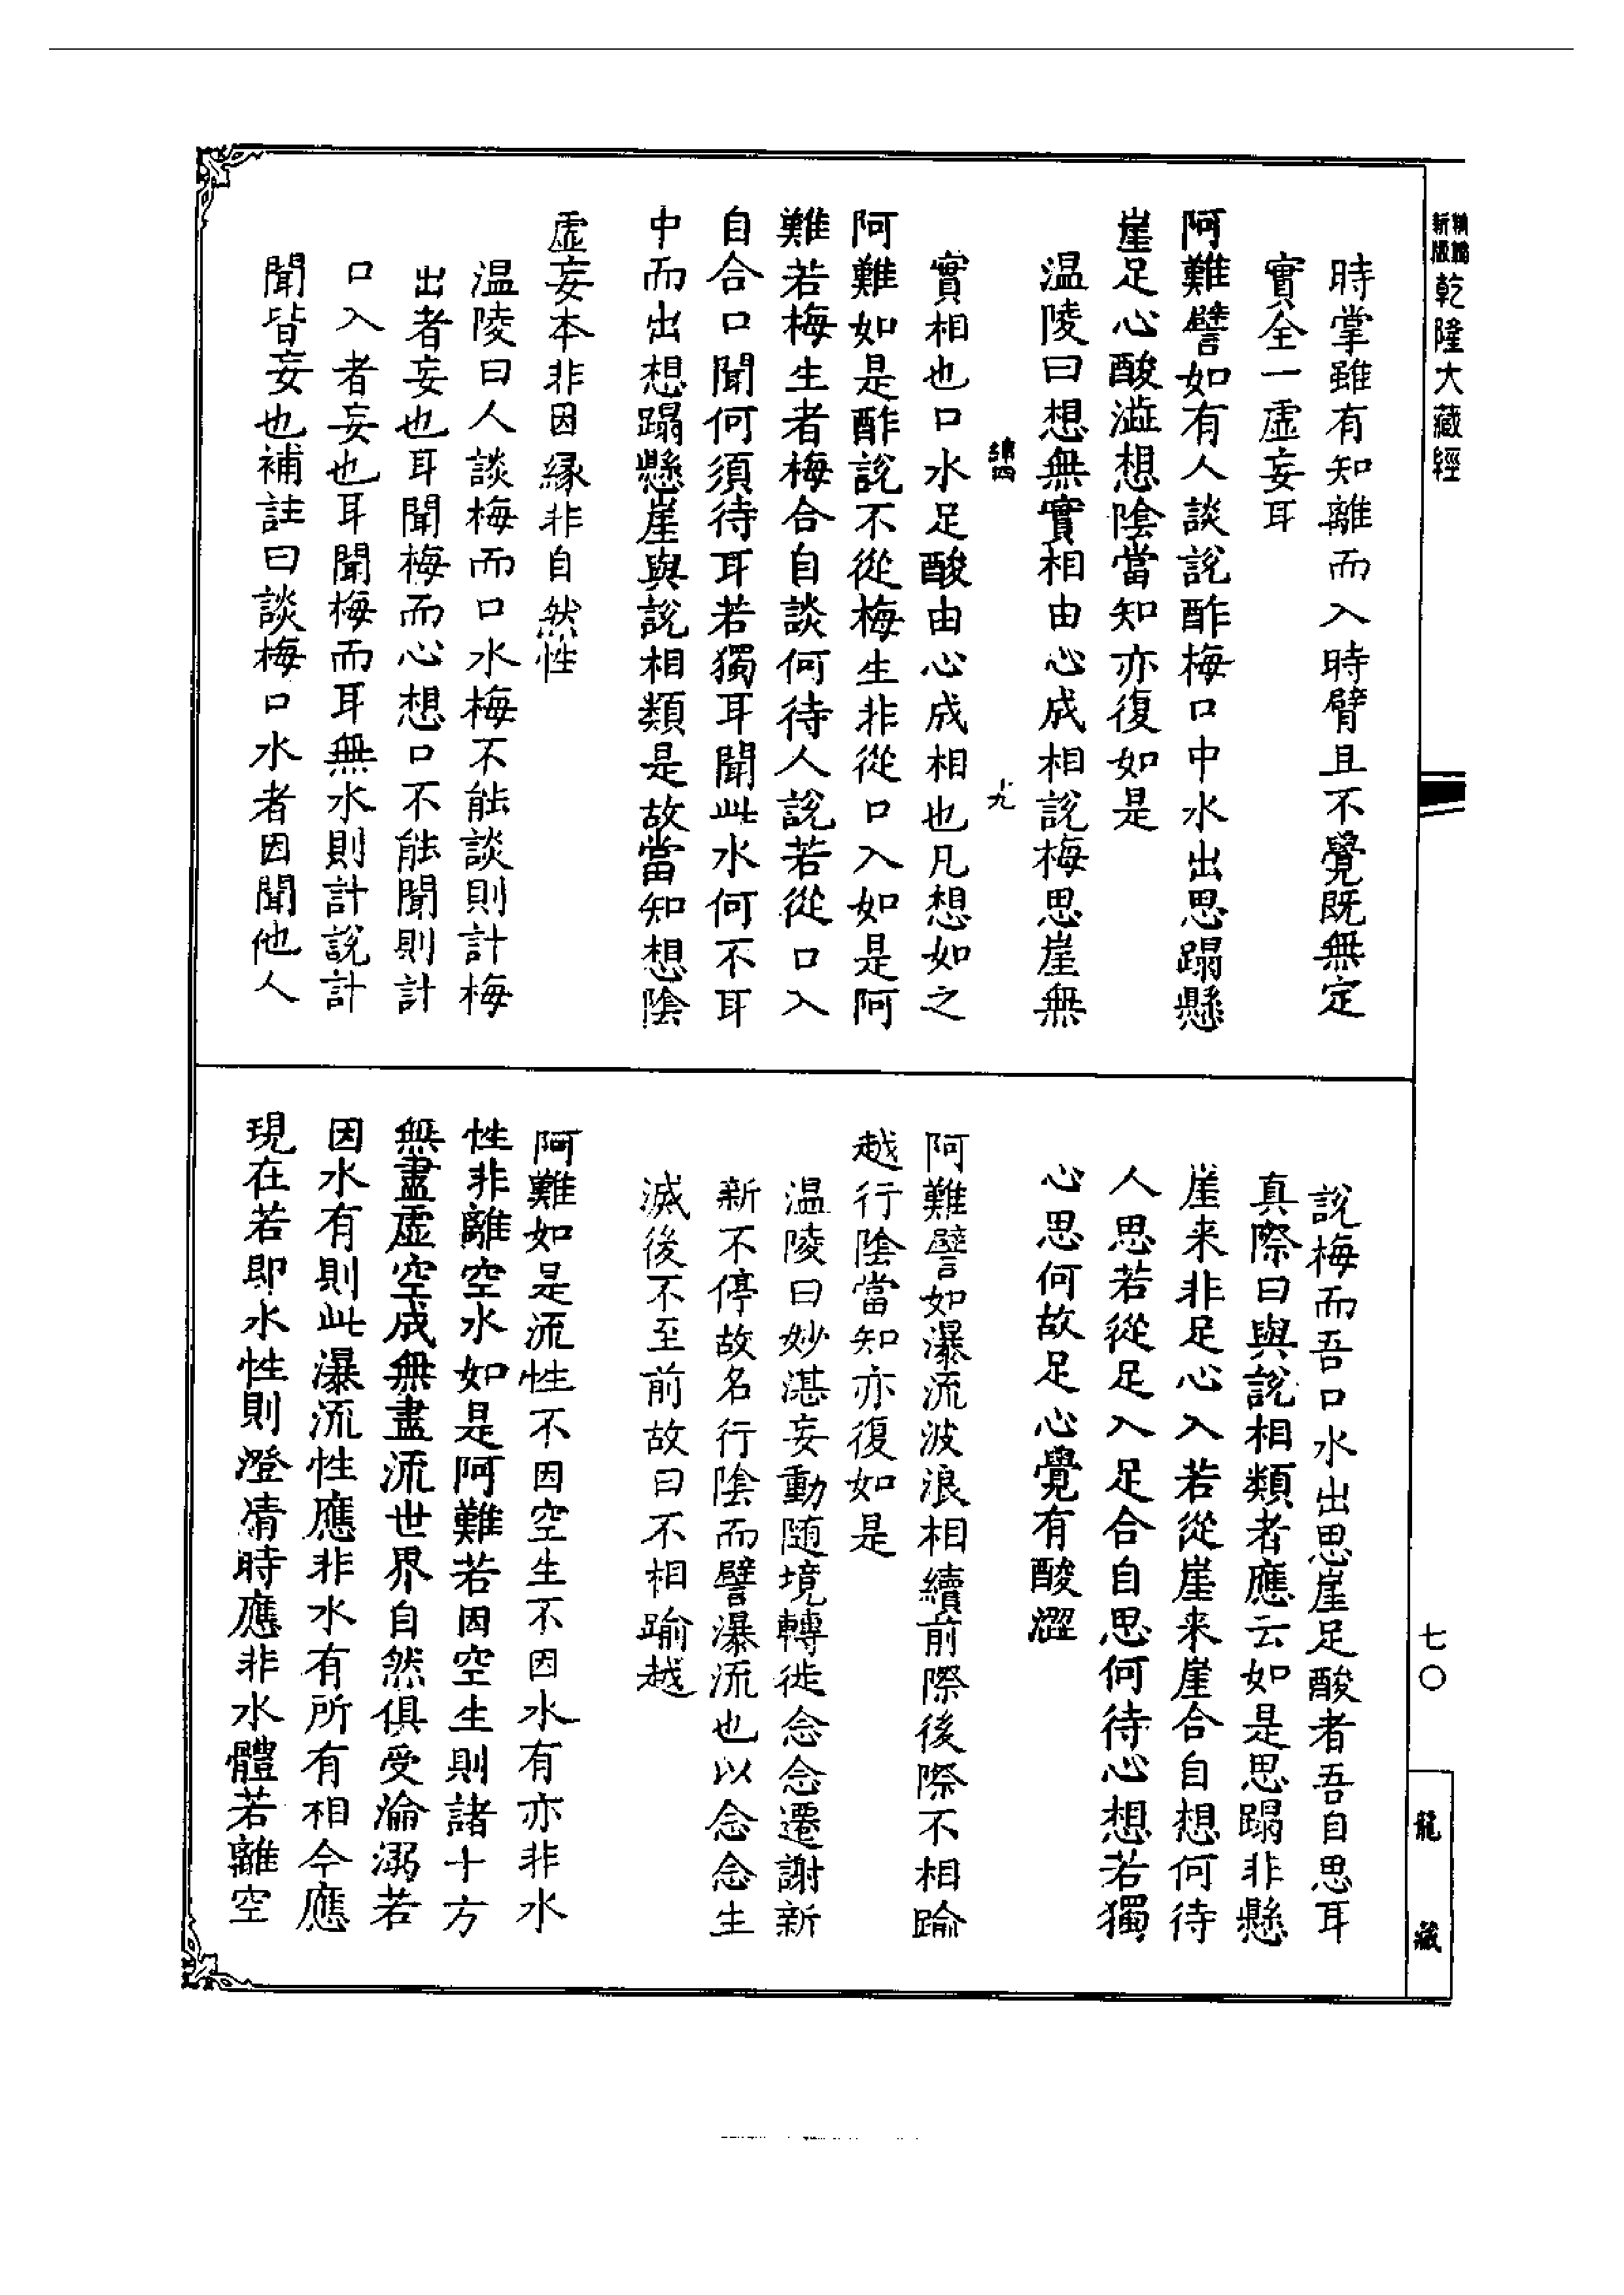 新版
精編
乾隆大藏經
時掌雖有知離而入時臂且不覺既無定
實全一虛妄耳
阿難譬如有人談說酢梅口中水出思蹋懸
崖足心酸澁想陰當知亦復如是
温陵曰想無實相由心成相說梅思崖無
十九
實相也口水足酸由心成相也凡想如之
阿難如是酢說不從梅生非從口入如是阿
難若梅生者梅合自談何待人說若從口入
自合口聞何須待耳若獨耳聞此水何不耳
中而出想蹋懸崖與說相類是故當知想陰
虛妄本非因緣非自然性
温陵曰人談梅而口水梅不能談則計梅
出者妄也耳聞梅而心想口不能聞則計
口入者妄也耳聞梅而耳無水則計說計
聞皆妄也補註曰談梅口水者因聞他人
說梅而吾口水出思崖足酸者吾自思耳
真際曰與說相類者應云如是思蹋非懸
崖来非足心入若從崖来崖合自想何待
人思若從足入足合自思何待心想若獨
心思何故足心覺有酸澀
阿難譬如瀑流波浪相續前際後際不相踰
越行陰當知亦復如是
温陵曰妙湛妄動随境轉徙念念遷謝新
新不停故名行陰而譬瀑流也以念念生
滅後不至前故曰不相踰越
阿難如是流性不因空生不因水有亦非水
性非離空水如是阿難若因空生則諸十方
無盡虛空成無盡流世界自然俱受淪溺若
因水有則此瀑流性應非水有所有相今應
現在若即水性則澄清時應非水體若離空
七〇
龍藏